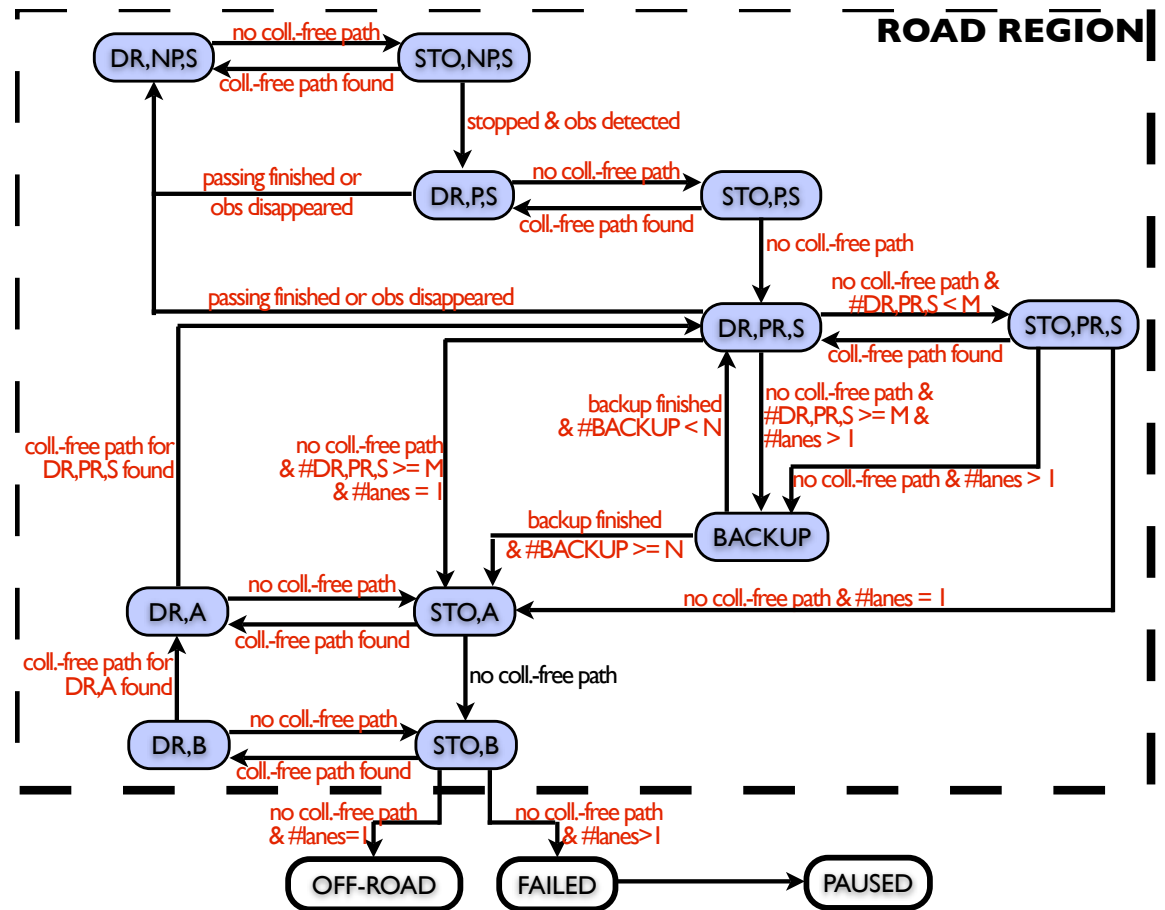 ROAD REGION
no coll.-free path
DR,NP,S
STO,NP,S
coll.-free path found
stopped & obs detected
passing finished or
obs disappeared
DR,P,S
no coll.-free path
STO,P,S
coll.-free path found
no coll.-free path
passing finished or obs disappeared
no coll.-free path &
#DR,PR,S < M
DR,PR,S
STO,PR,S
coll.-free path found
backup finished
& #BACKUP < N
no coll.-free path &
#DR,PR,S >= M &
#lanes > 1
coll.-free path for
DR,PR,S found
no coll.-free path
& #DR,PR,S >= M
& #lanes = 1
no coll.-free path & #lanes > 1
backup finished
& #BACKUP >= N
BACKUP
no coll.-free path
DR,A
STO,A
no coll.-free path & #lanes = 1
coll.-free path found
coll.-free path for
DR,A found
no coll.-free path
no coll.-free path
DR,B
STO,B
coll.-free path found
no coll.-free path
& #lanes=1
no coll.-free path
& #lanes>1
OFF-ROAD
FAILED
PAUSED